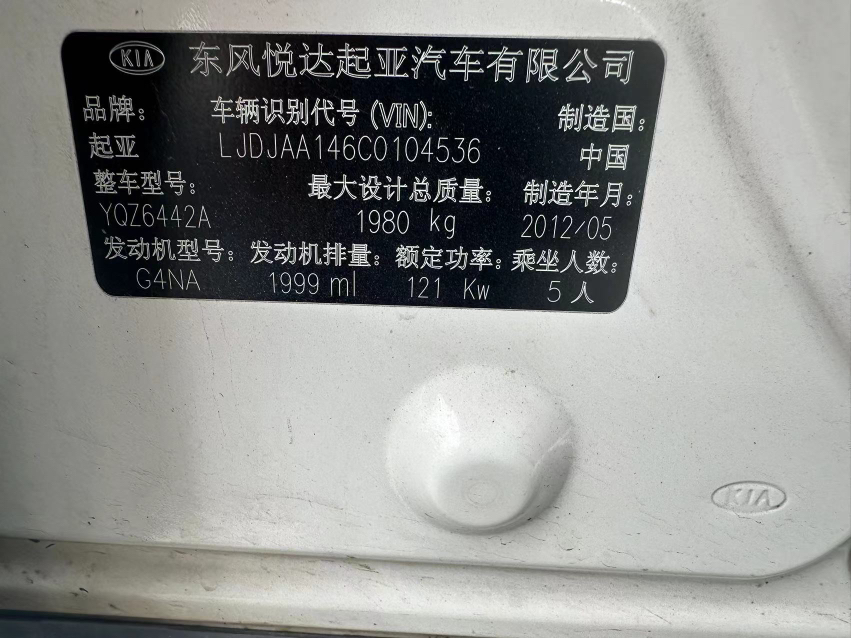 KIA 东风悦达起亚汽车有限公司
品牌: 车辆识别代号 (VIN): 制造国:
起亚 LJDJAA146C0104536 中国
整车型号: 最大设计总质量: 制造年月:
YQZ6442A 1980 kg 2012/05
发动机型号: 发动机排量: 额定功率: 乘坐人数:
G4NA 1999 ml 121 Kw 5人
KIA